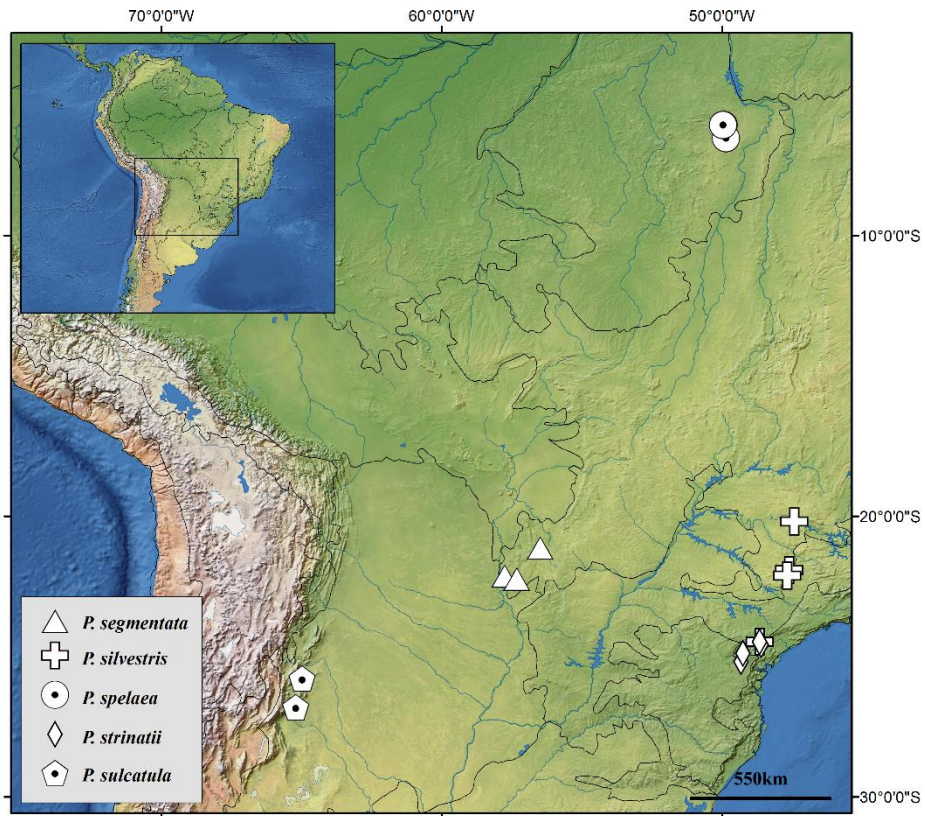 70°0'0"W 60°0'0"W 50°0'0"W
10°0'0"S
20°0'0"S
P. segmentata
P. silvestris
P. spelaea
P. strinatii
P. sulcatula
550km
30°0'0"S